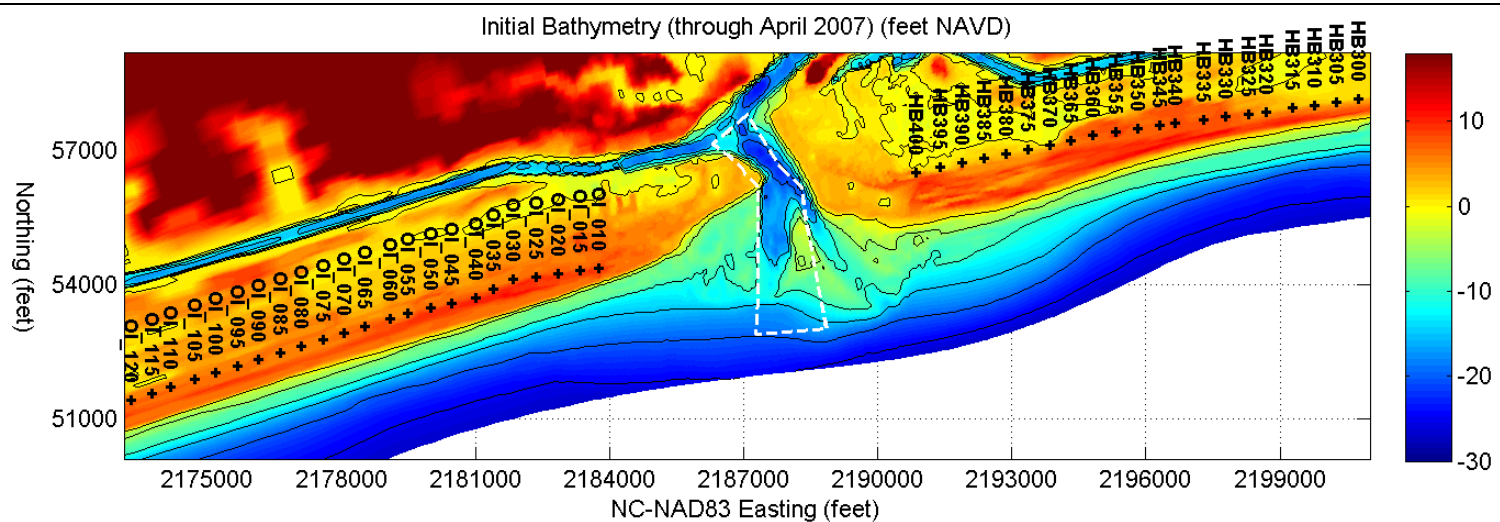 Initial Bathymetry (through April 2007) (feet NAVD)
Northing (feet)
57000
54000
51000
OI_120
OI_115
OI_110
OI_105
OI_100
OI_095
OI_090
OI_085
OI_080
OI_075
OI_070
OI_065
OI_060
OI_055
OI_050
OI_045
OI_040
OI_035
OI_030
OI_025
OI_020
OI_015
OI_010
HB400
HB395
HB390
HB385
HB380
HB375
HB370
HB365
HB360
HB355
HB350
HB345
HB340
HB335
HB330
HB325
HB320
HB315
HB310
HB305
HB300
10
0
-10
-20
-30
2175000 2178000 2181000 2184000 2187000 2190000 2193000 2196000 2199000
NC-NAD83 Easting (feet)